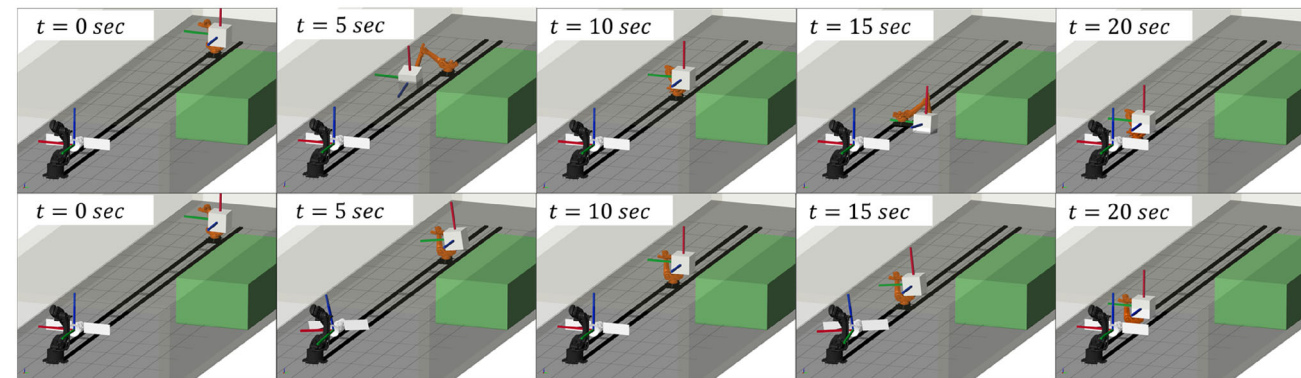 t = 0 sec
t = 5 sec
t = 10 sec
t = 15 sec
t = 20 sec
t = 0 sec
t = 5 sec
t = 10 sec
t = 15 sec
t = 20 sec